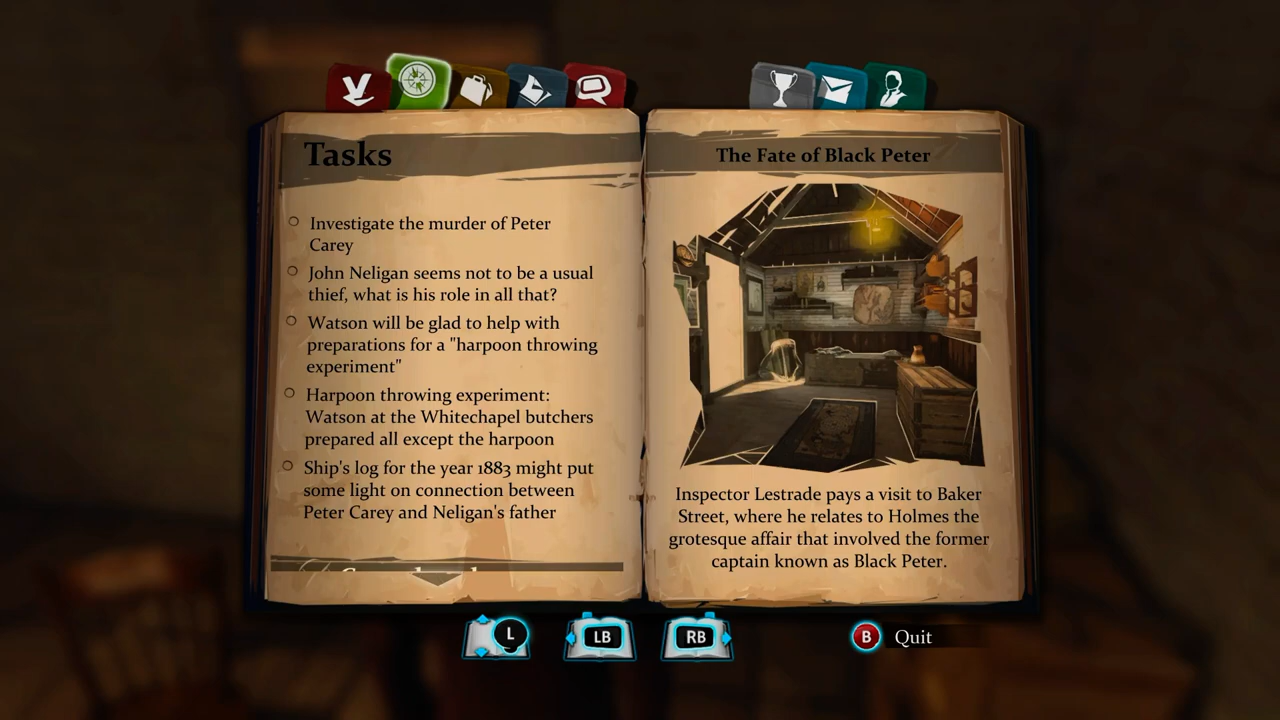 Tasks
Investigate the murder of Peter
Carey
John Neligan seems not to be a usual
thief, what is his role in all that?
Watson will be glad to help with
preparations for a "harpoon throwing
experiment"
Harpoon throwing experiment:
Watson at the Whitechapel butchers
prepared all except the harpoon
Ship's log for the year 1883 might put
some light on connection between
Peter Carey and Neligan's father
The Fate of Black Peter
Inspector Lestrade pays a visit to Baker
Street, where he relates to Holmes the
grotesque affair that involved the former
captain known as Black Peter.
L
LB
RB
B Quit